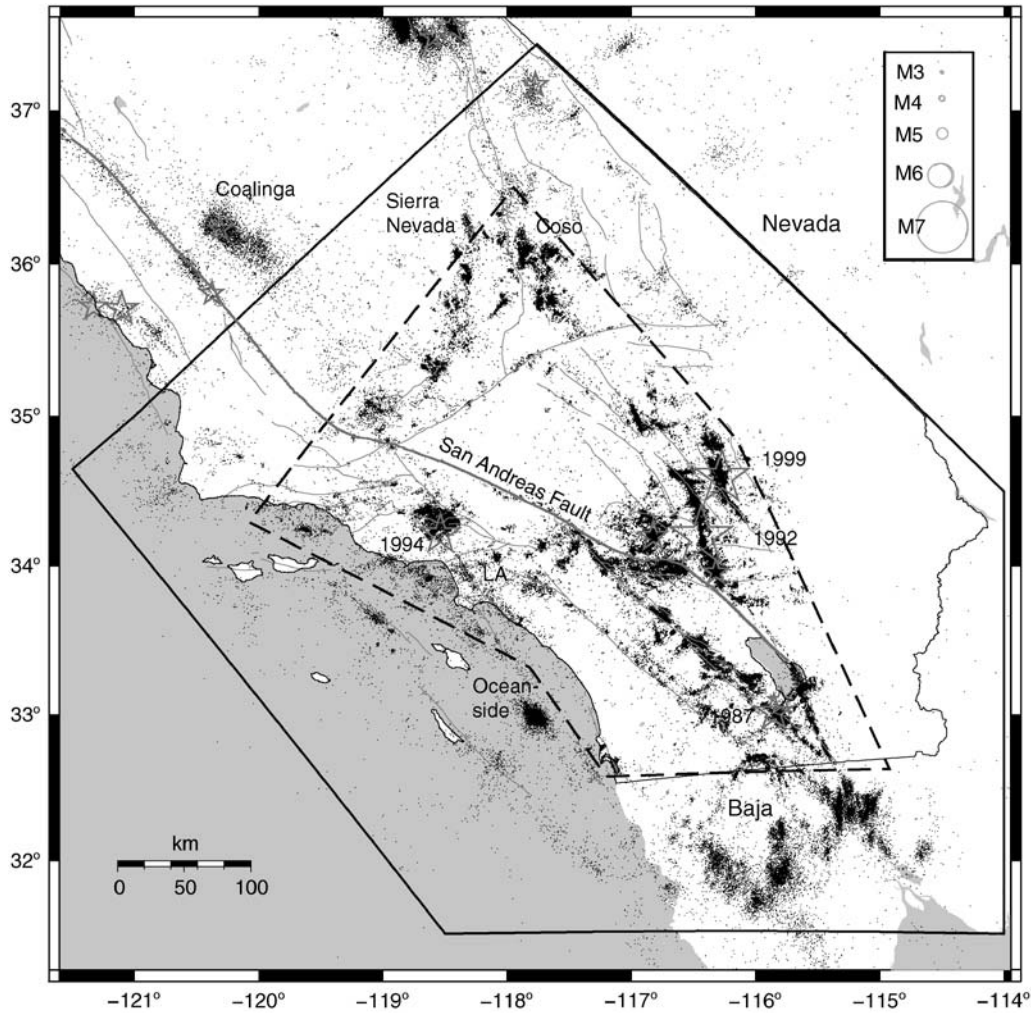 M3
M4
M5
M6
M7
37°
36°
35°
34°
33°
32°
Coalinga
Sierra
Nevada
Coso
Nevada
San Andreas Fault
1999
1992
1994
LA
Ocean-
side
1987
Baja
km
0 50 100
−121° −120° −119° −118° −117° −116° −115° −114°